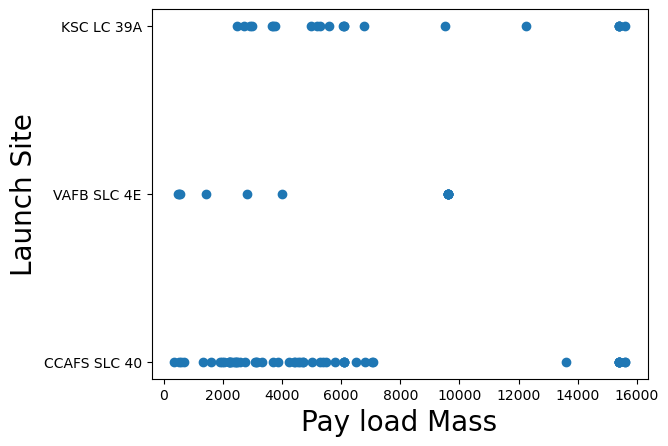 KSC LC 39A
VAFB SLC 4E
CCAFS SLC 40
Launch Site
0 2000 4000 6000 8000 10000 12000 14000 16000
Pay load Mass